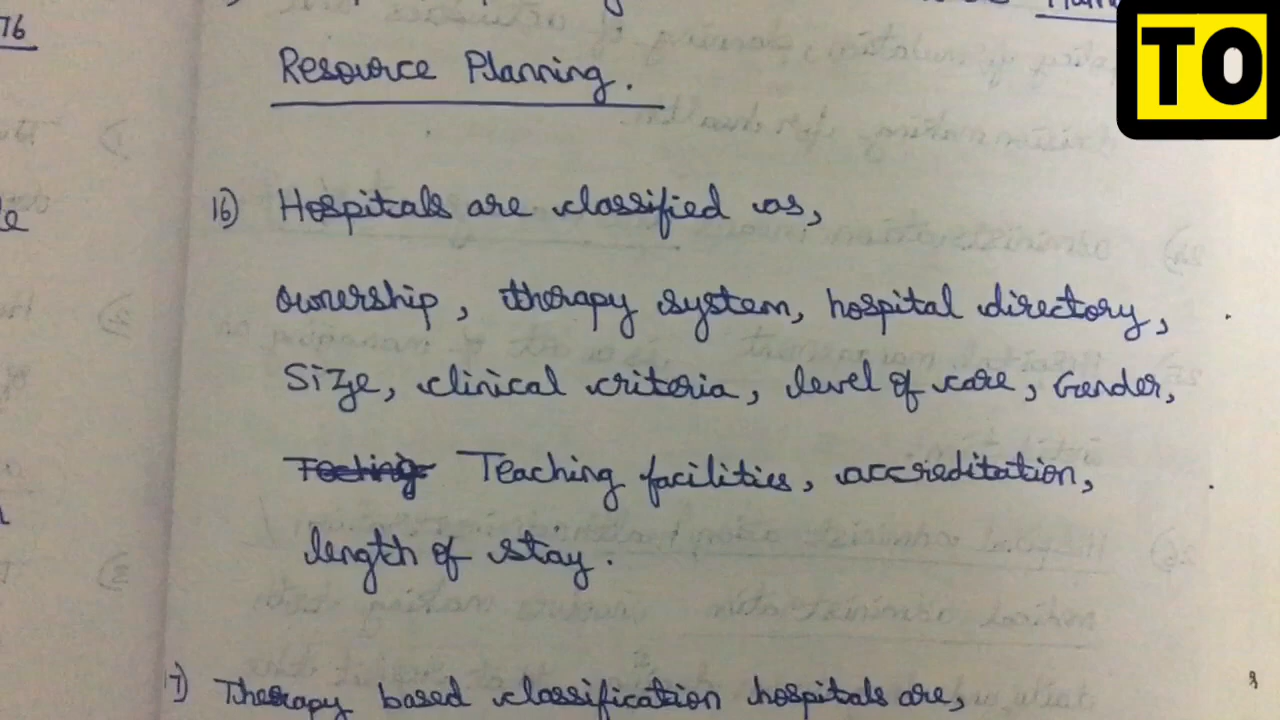 76
TO
Resource Planning.
16) Hospitals are classified as,
ownership, therapy system, hospital directory,
Size, clinical criteria, level of care, Gender,
Teaching facilities, accreditation,
length of stay.
17) Therapy based classification hospitals are,